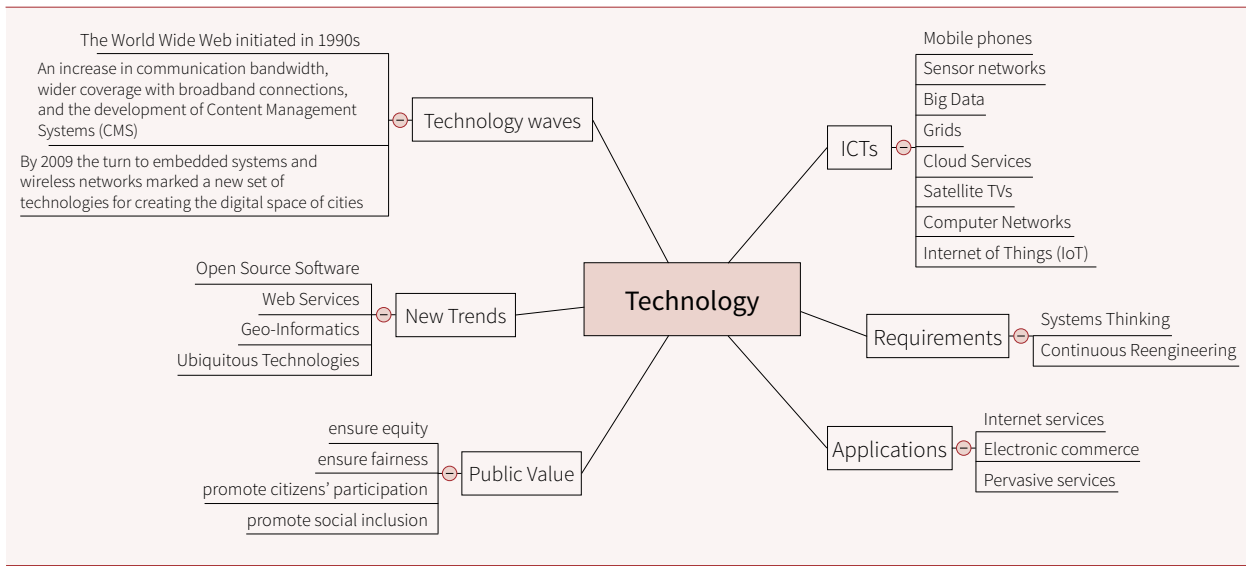 The World Wide Web initiated in 1990s
An increase in communication bandwidth,
wider coverage with broadband connections,
and the development of Content Management
Systems (CMS)
By 2009 the turn to embedded systems and
wireless networks marked a new set of
technologies for creating the digital space of cities
Technology waves
Open Source Software
Web Services
Geo-Informatics
Ubiquitous Technologies
New Trends
ensure equity
ensure fairness
promote citizens’ participation
promote social inclusion
Public Value
Technology
ICTs
Mobile phones
Sensor networks
Big Data
Grids
Cloud Services
Satellite TVs
Computer Networks
Internet of Things (IoT)
Requirements
Systems Thinking
Continuous Reengineering
Applications
Internet services
Electronic commerce
Pervasive services